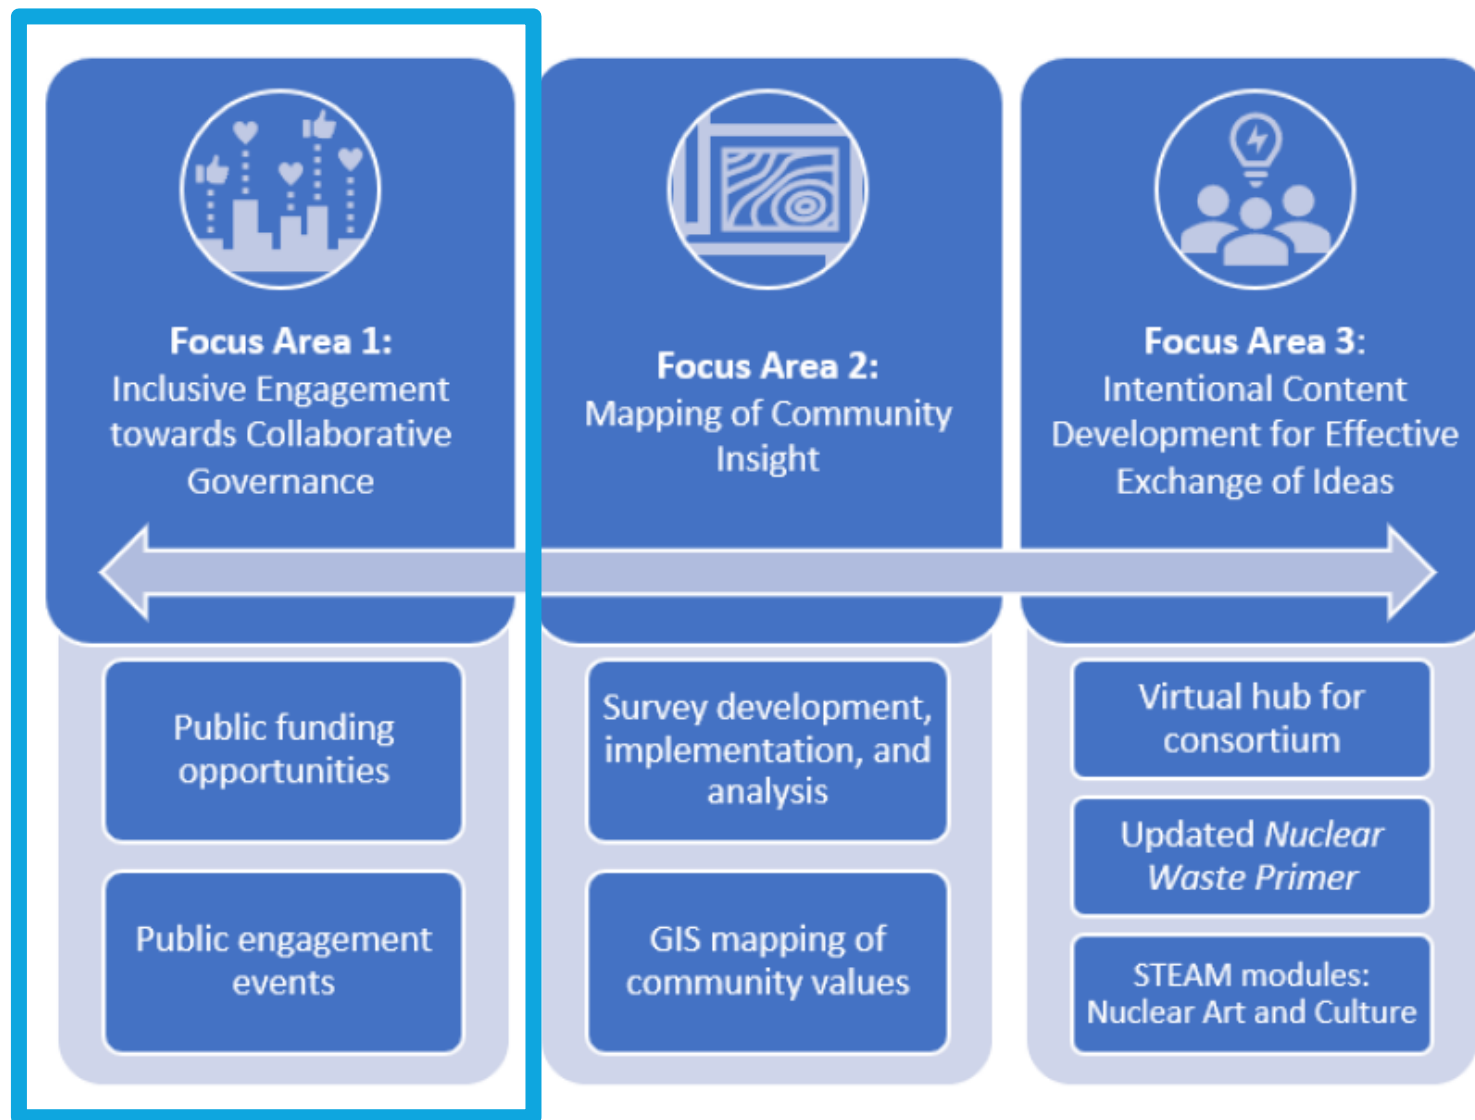 Focus Area 1:
Inclusive Engagement
towards Collaborative
Governance
Public funding
opportunities
Public engagement
events
Focus Area 2:
Mapping of Community
Insight
Survey development,
implementation, and
analysis
GIS mapping of
community values
Focus Area 3:
Intentional Content
Development for Effective
Exchange of Ideas
Virtual hub for
consortium
Updated Nuclear
Waste Primer
STEAM modules:
Nuclear Art and Culture